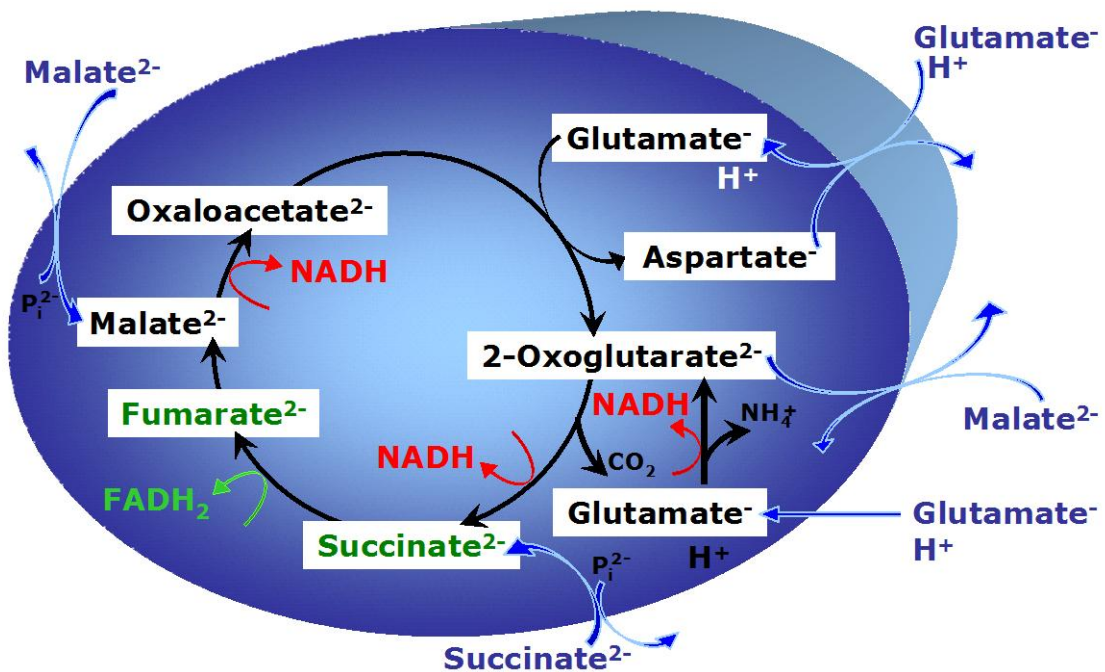 Glutamate⁻
H⁺
Malate²⁻
Glutamate⁻
H⁺
Oxaloacetate²⁻
Aspartate⁻
NADH
Pᵢ²⁻
Malate²⁻
2-Oxoglutarate²⁻
Fumarate²⁻
NADH
NH₄⁺
Malate²⁻
NADH
CO₂
FADH₂
Glutamate⁻
H⁺
Glutamate⁻
H⁺
Succinate²⁻
Pᵢ²⁻
Succinate²⁻